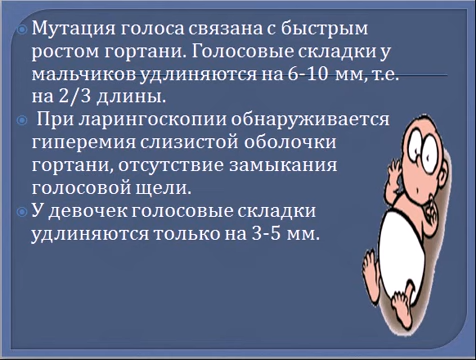 Мутация голоса связана с быстрым
ростом гортани. Голосовые складки у
мальчиков удлиняются на 6-10 мм, т.е.
на 2/3 длины.
При ларингоскопии обнаруживается
гиперемия слизистой оболочки
гортани, отсутствие замыкания
голосовой щели.
У девочек голосовые складки
удлиняются только на 3-5 мм.